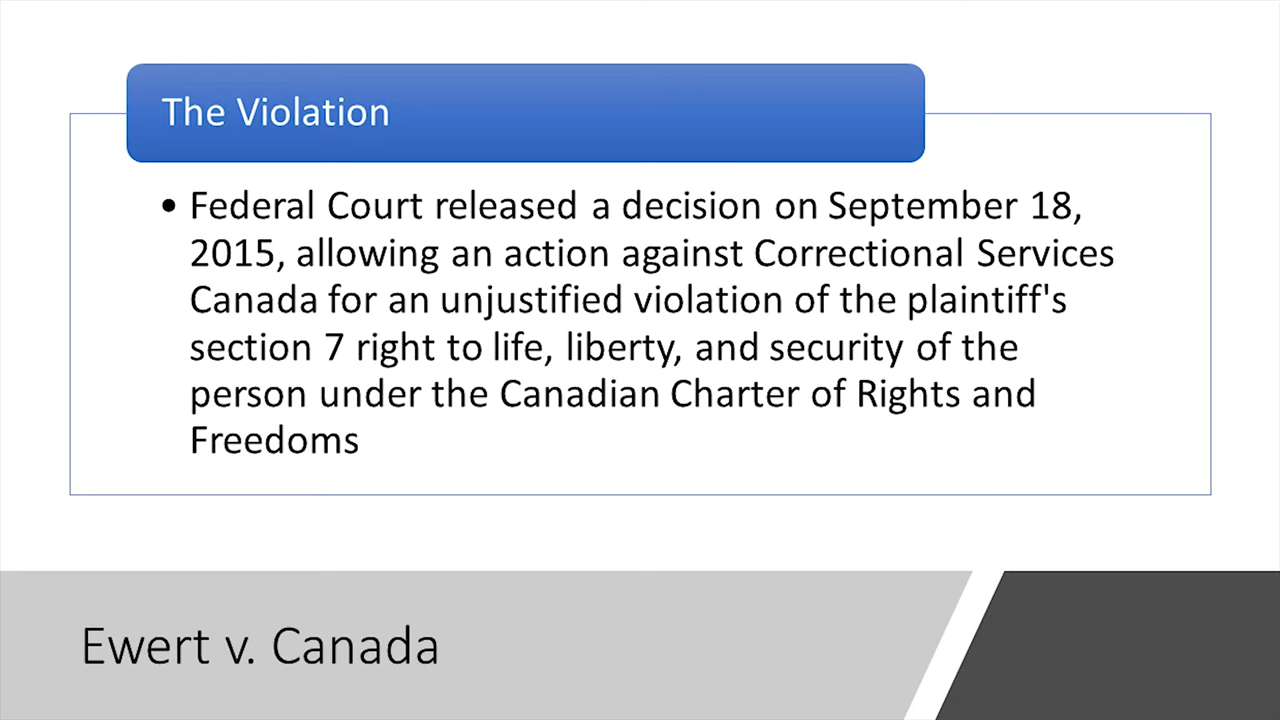 The Violation
• Federal Court released a decision on September 18,
2015, allowing an action against Correctional Services
Canada for an unjustified violation of the plaintiff's
section 7 right to life, liberty, and security of the
person under the Canadian Charter of Rights and
Freedoms
Ewert v. Canada